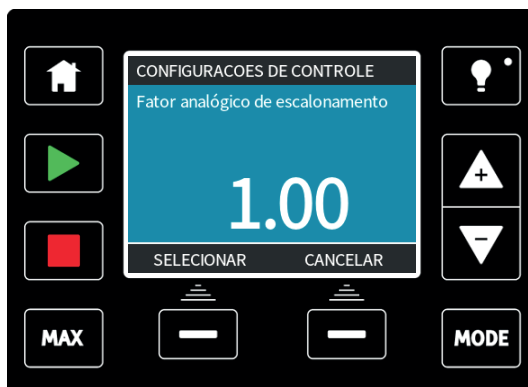 CONFIGURACOES DE CONTROLE
Fator analógico de escalonamento
1.00
SELECIONAR CANCELAR
+
-
MAX
MODE